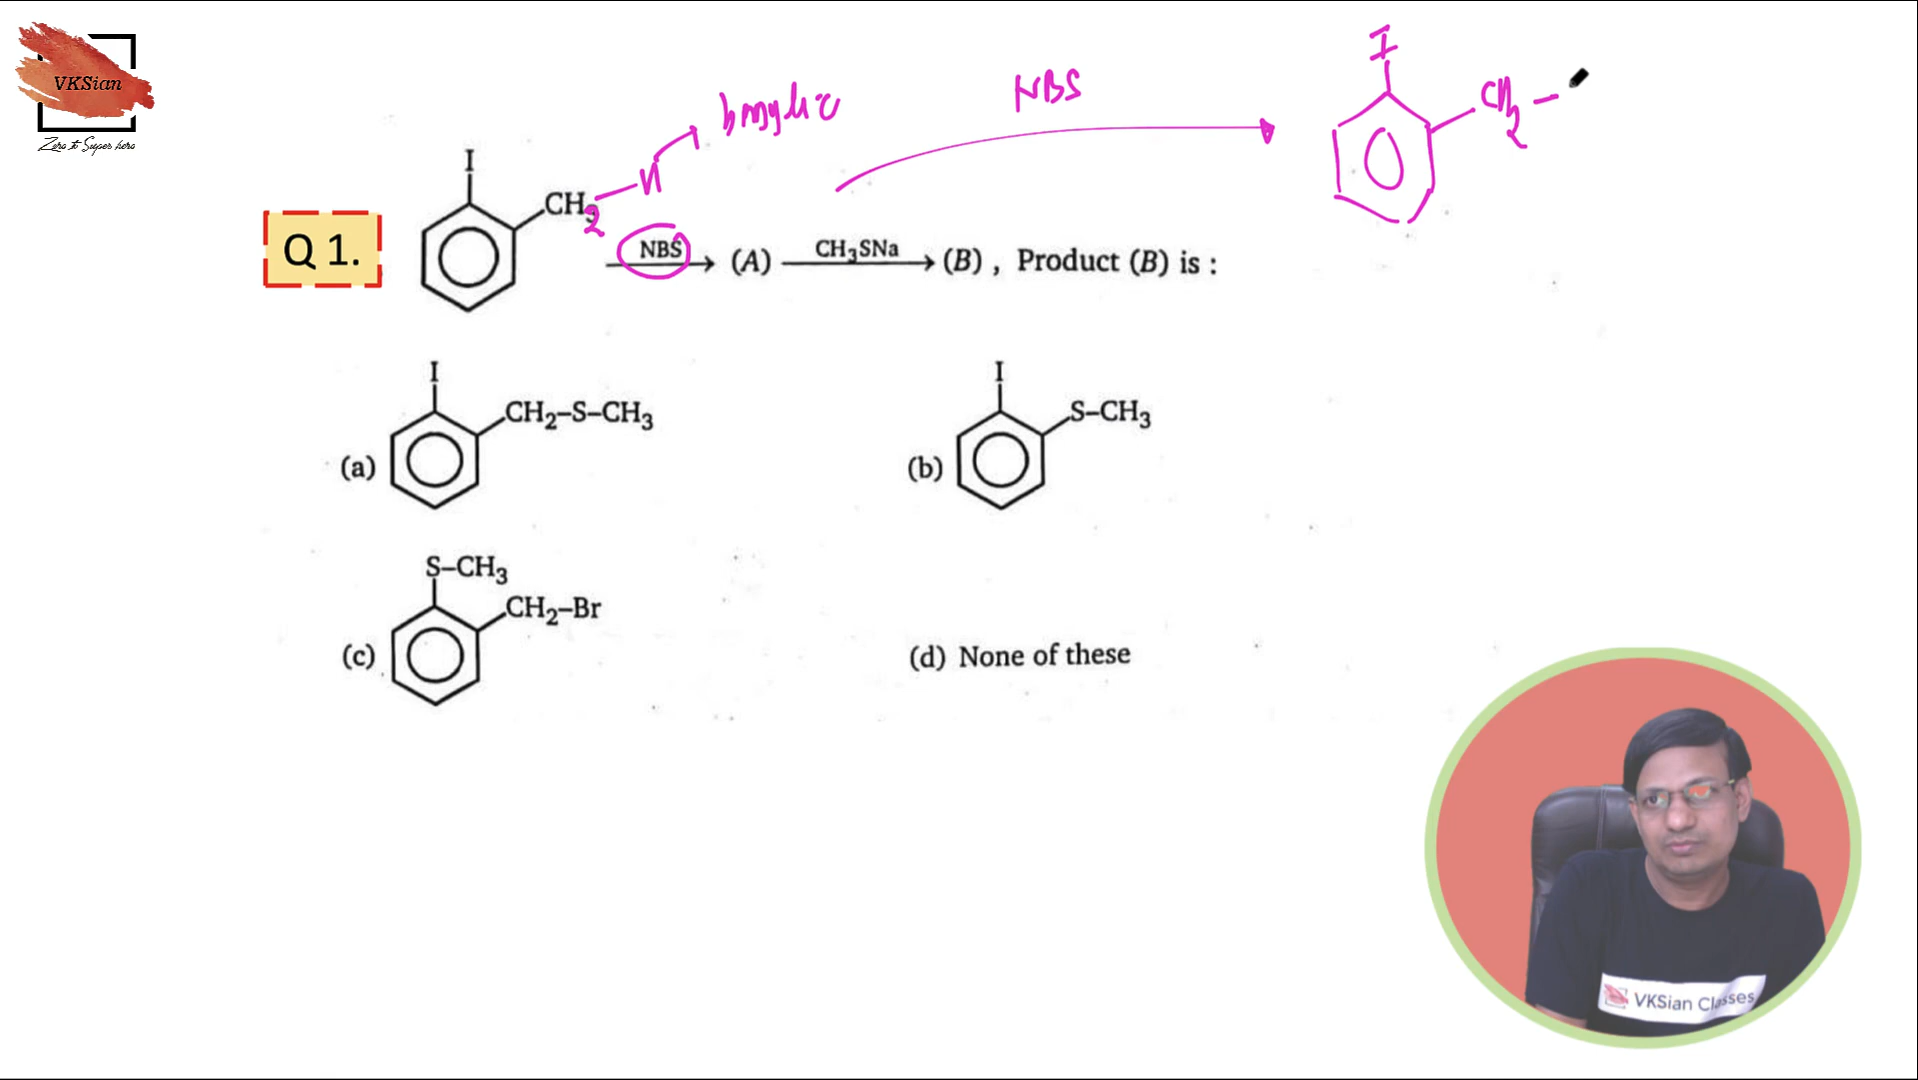 VKSian
Zero to Super hero
Q 1.
I
CH2
H
benzylic
NBS
I
CH2 –
NBS
(A)
CH3SNa
(B) , Product (B) is :
(a)
I
CH2–S–CH3
(b)
I
S–CH3
(c)
S–CH3
CH2–Br
(d) None of these
VKSian Classes